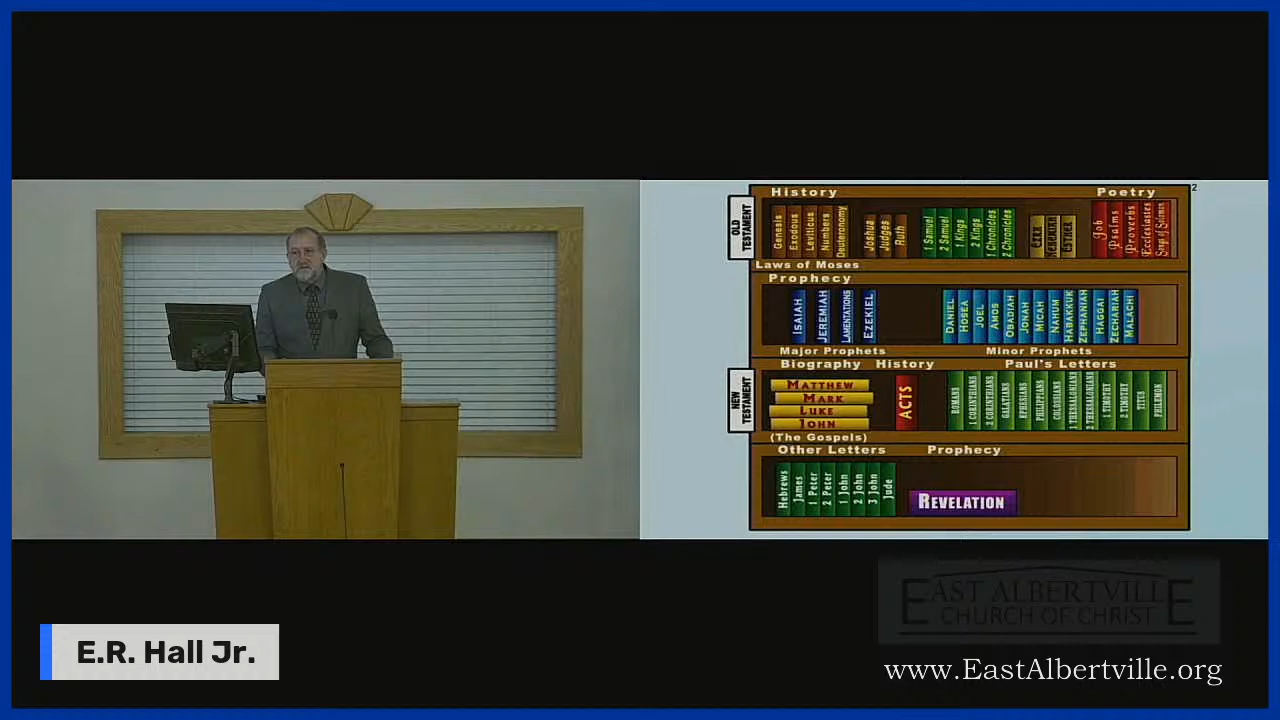 2
History
Poetry
OLD TESTAMENT
Genesis
Exodous
Leviticous
Numbers
Deuteronomy
Joshua
Judges
Ruth
1 Samuel
2 Samuel
1 Kings
2 Kings
1 Chronicles
2 Chronicles
EZER
NEHEMIAH
ESTHER
Job
Psalms
Proverbs
Ecclesiastes
Song of Solomon
Laws of Moses
Prophecy
ISAIAH
JEREMIAH
LAMENTATIONS
EZEKIEL
DANIEL
HOSEA
JOEL
AMOS
OBADIAH
JONAH
MICAH
NAHUM
HABAKKUK
ZEPHANIAH
HAGGAI
ZECHARIAH
MALACHI
Major Prophets
Minor Prophets
Biography
History
Paul's Letters
NEW TESTAMENT
MATTHEW
MARK
LUKE
JOHN
ACTS
ROMANS
1 CORINTHIANS
2 CORINTHIANS
GALATIANS
EPHESIANS
PHILIPPIANS
COLOSSIANS
1 THESSALONIANS
2 THESSALONIANS
1 TIMOTHY
2 TIMOTHY
TITUS
PHILEMON
(The Gospels)
Other Letters
Prophecy
Hebrews
James
1 Peter
2 Peter
1 John
2 John
3 John
Jude
REVELATION
EAST ALBERTVILLE
CHURCH OF CHRIST
E.R. Hall Jr.
www.EastAlbertville.org